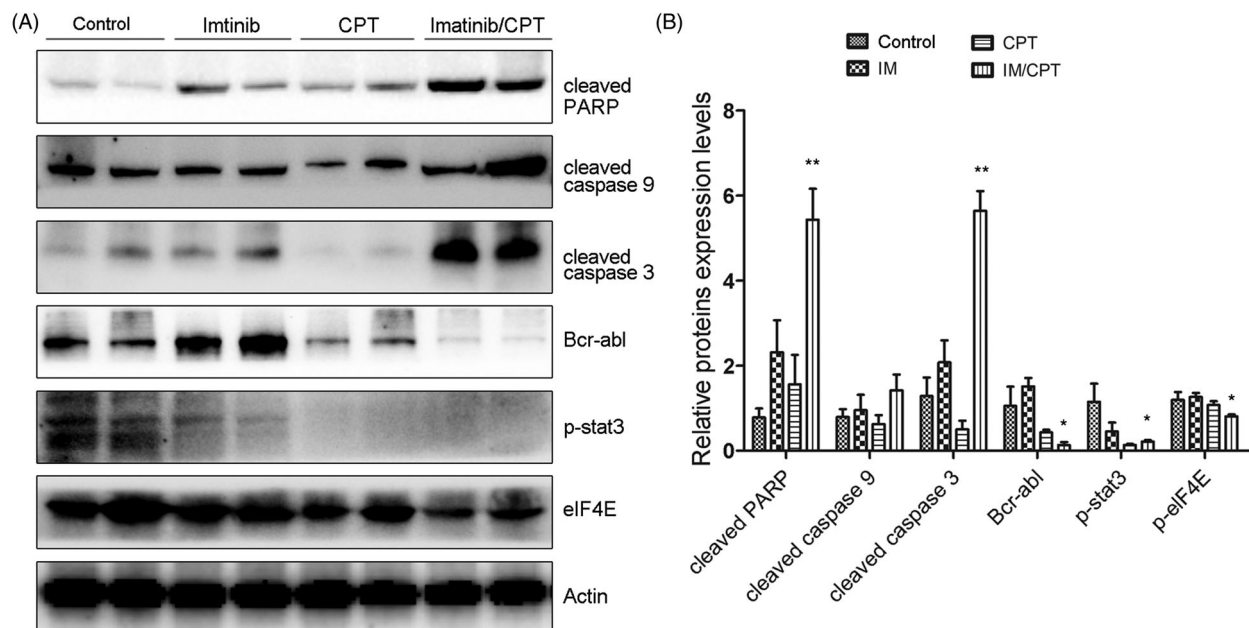 (A)
Control Imtinib CPT Imatinib/CPT
cleaved
PARP
cleaved
caspase 9
cleaved
caspase 3
Bcr-abl
p-stat3
eIF4E
Actin
(B)
Control CPT
IM IM/CPT
Relative proteins expression levels
8
6
4
2
0
** ** * * *
cleaved PARP
cleaved caspase 9
cleaved caspase 3
Bcr-abl
p-stat3
p-eIF4E